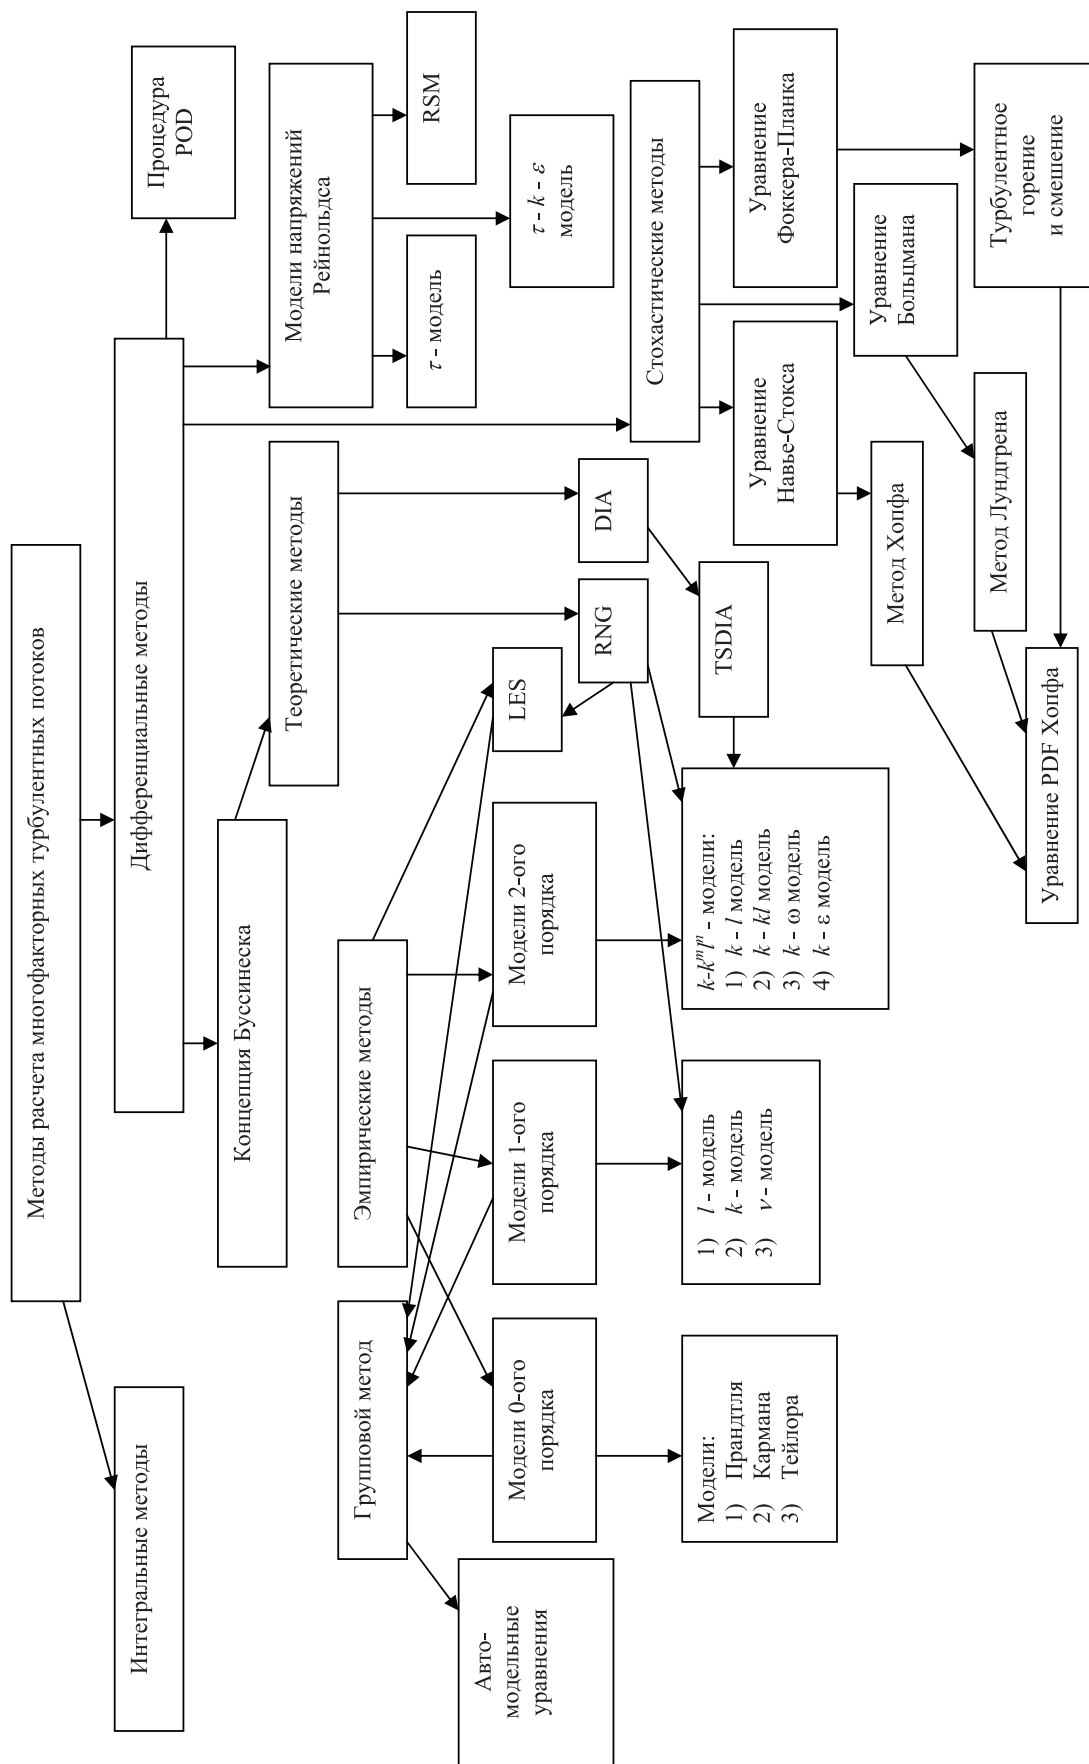 Методы расчета многофакторных турбулентных потоков
Интегральные методы
Дифференциальные методы
Процедура
POD
Концепция Буссинеска
Модели напряжений
Рейнольдса
Групповой метод
Эмпирические методы
Теоретические методы
τ - модель
RSM
Авто-
модельные
уравнения
Модели 0-ого
порядка
Модели 1-ого
порядка
Модели 2-ого
порядка
LES
τ - k - ε
модель
RNG
DIA
Стохастические методы
Модели:
1) Прандтля
2) Кармана
3) Тейлора
1) l - модель
2) k - модель
3) ν - модель
k-kᵐlⁿ - модели:
1) k - l модель
2) k - kl модель
3) k - ω модель
4) k - ε модель
TSDIA
Уравнение
Навье-Стокса
Уравнение
Фоккера-Планка
Метод Хопфа
Уравнение
Больцмана
Метод Лундгрена
Турбулентное
горение
и смешение
Уравнение PDF Хопфа